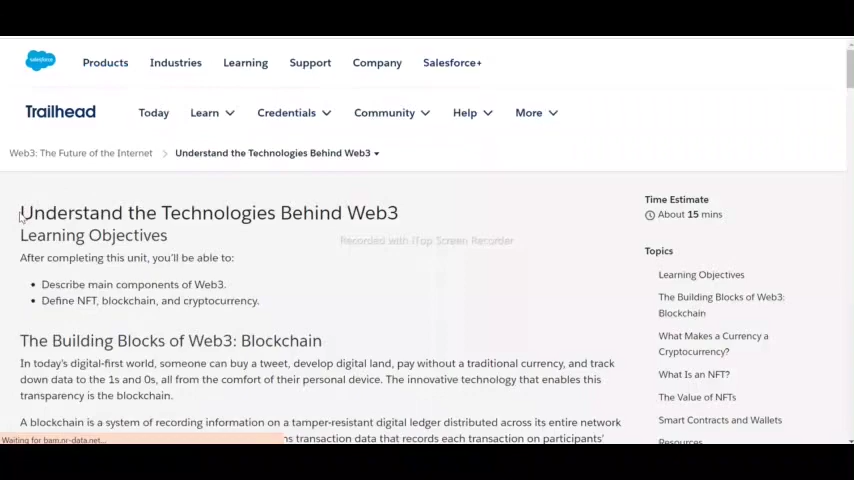 salesforce
Products Industries Learning Support Company Salesforce+
Trailhead Today Learn Credentials Community Help More
Web3: The Future of the Internet Understand the Technologies Behind Web3
Understand the Technologies Behind Web3
Learning Objectives
After completing this unit, you'll be able to:
• Describe main components of Web3.
• Define NFT, blockchain, and cryptocurrency.
The Building Blocks of Web3: Blockchain
In today's digital-first world, someone can buy a tweet, develop digital land, pay without a traditional currency, and track
down data to the 1s and 0s, all from the comfort of their personal device. The innovative technology that enables this
transparency is the blockchain.
A blockchain is a system of recording information on a tamper-resistant digital ledger distributed across its entire network
transaction data that records each transaction on participants'
Waiting for bam.nr-data.net...
Recorded with iTop Screen Recorder
Time Estimate
About 15 mins
Topics
Learning Objectives
The Building Blocks of Web3:
Blockchain
What Makes a Currency a
Cryptocurrency?
What Is an NFT?
The Value of NFTs
Smart Contracts and Wallets
Resources